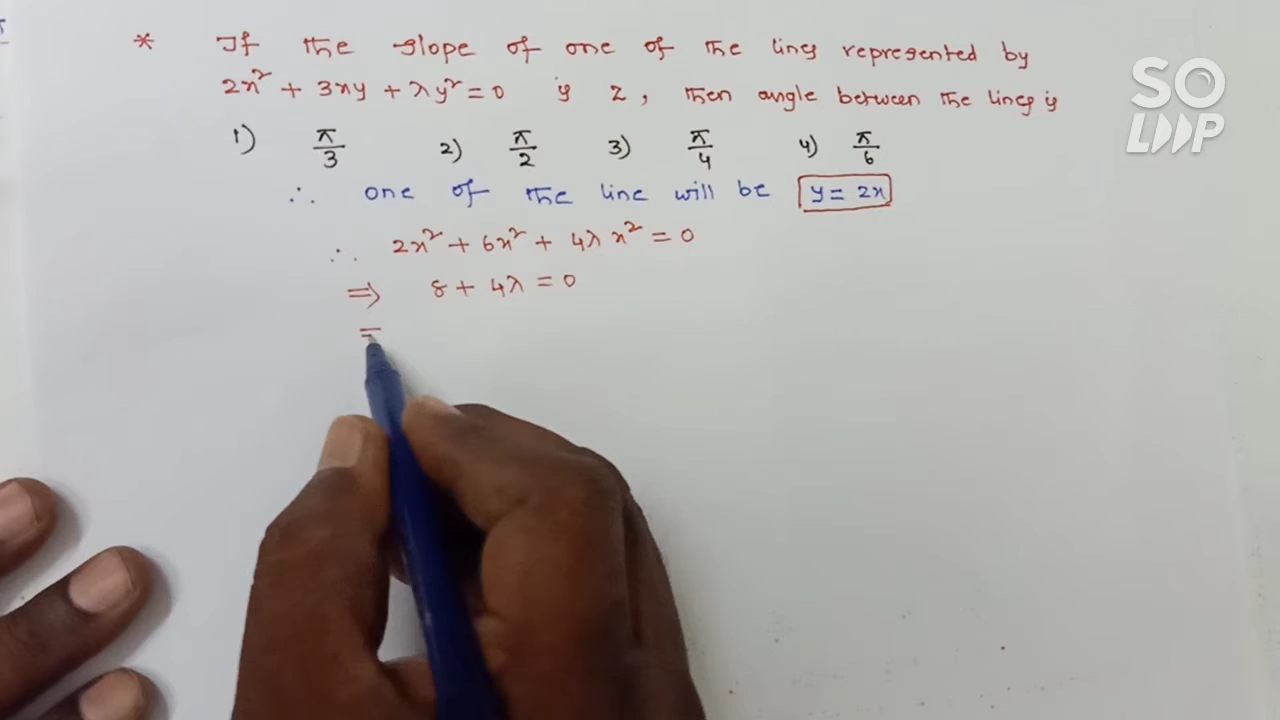 * If the slope of one of the lines represented by
2x² + 3xy + λy² = 0 is 2, then angle between the lines is
1) π/3 2) π/2 3) π/4 4) π/6
∴ one of the line will be y = 2x
∴ 2x² + 6x² + 4λx² = 0
⇒ 8 + 4λ = 0
=
SO
LOOP